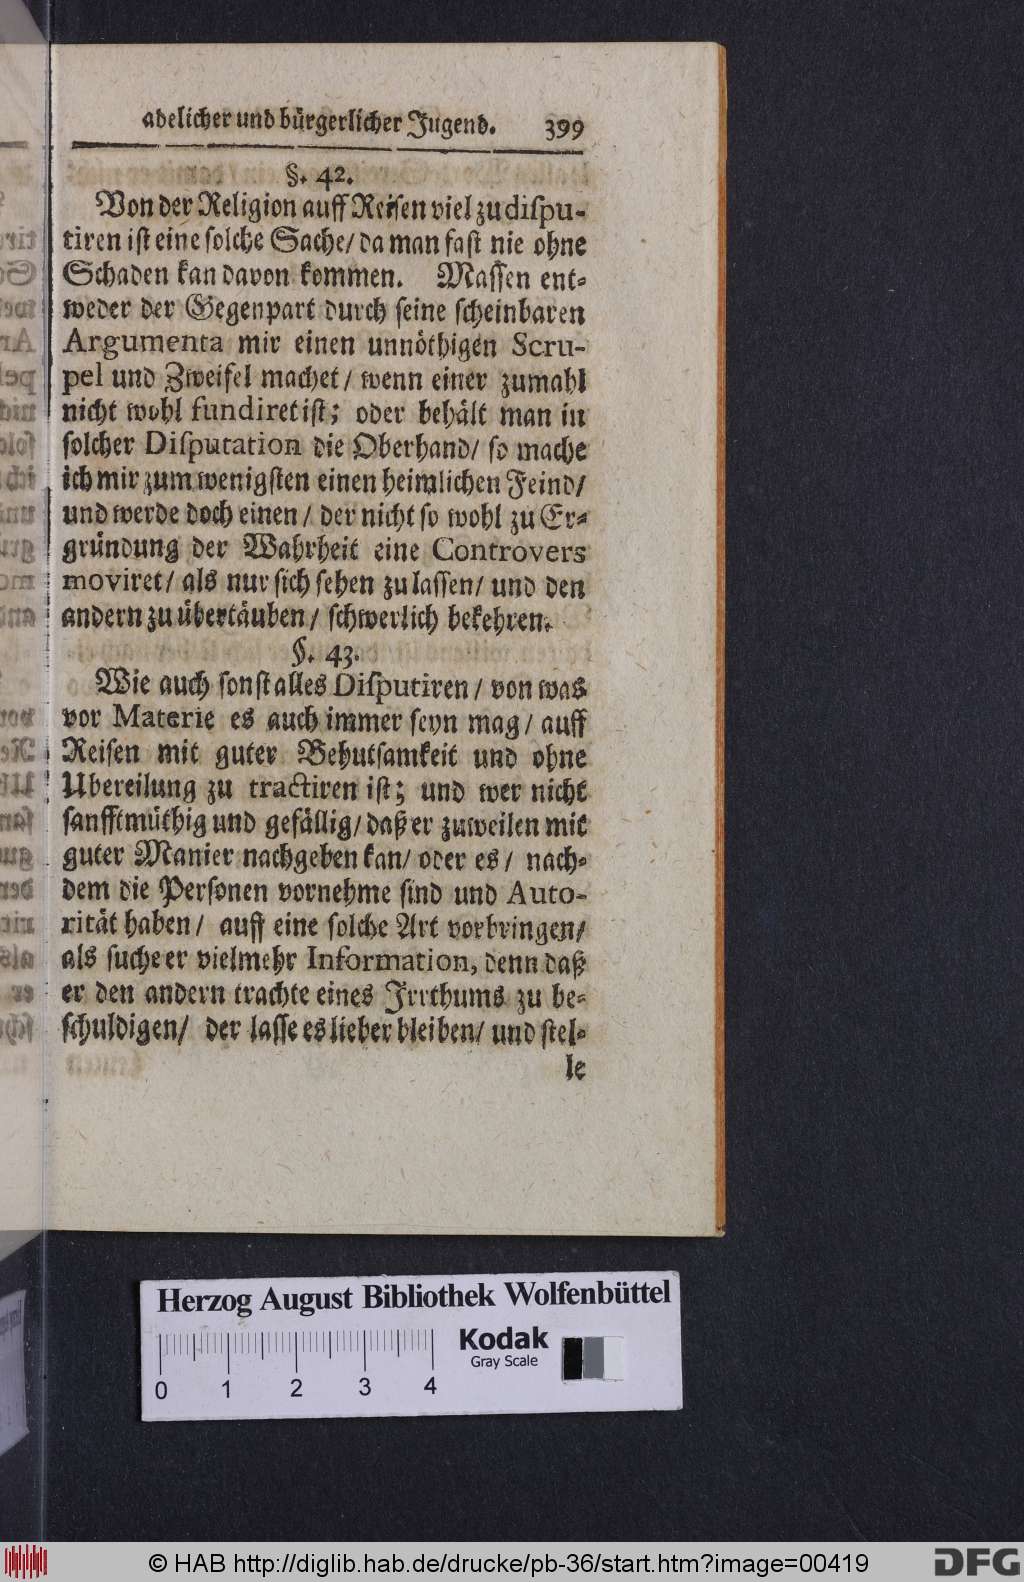 adelicher und bürgerlicher Jugend. 399
§. 42.
Von der Religion auff Reisen viel zu dispu-
tiren ist eine solche Sache/ da man fast nie ohne
Schaden kan davon kommen. Massen ent-
weder der Gegenpart durch seine scheinbaren
Argumenta mir einen unnöthigen Scru-
pel und Zweifel machet/ wenn einer zumahl
nicht wohl fundiret ist; oder behält man in
solcher Disputation die Oberhand/ so mache
ich mir zum wenigsten einen heimlichen Feind/
und werde doch einen/ der nicht so wohl zu Er-
gründung der Wahrheit eine Controvers
moviret/ als nur sich sehen zu lassen/ und den
andern zu übertäuben/ schwerlich bekehren.
§. 43.
Wie auch sonst alles Disputiren/ von was
vor Materie es auch immer seyn mag/ auff
Reisen mit guter Behutsamkeit und ohne
Ubereilung zu tractiren ist; und wer nicht
sanfftmüthig und gefällig/ daß er zuweilen mit
guter Manier nachgeben kan/ oder es/ nach-
dem die Personen vornehme sind und Auto-
rität haben/ auff eine solche Art vorbringen/
als suche er vielmehr Information, denn daß
er den andern trachte eines Irrthums zu be-
schuldigen/ der lasse es lieber bleiben/ und stel-
le
Herzog August Bibliothek Wolfenbüttel
Kodak
Gray Scale
0 1 2 3 4
© HAB http://diglib.hab.de/drucke/pb-36/start.htm?image=00419
DFG